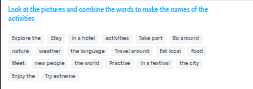 Look at the pictures and combine the words to make the names of the
activities
Explore the Stay In a hotel activities Take part Go around
nature weather the language Travel around Eat local food
Meet new people the world Practise In a festival the city
Enjoy the Try extreme